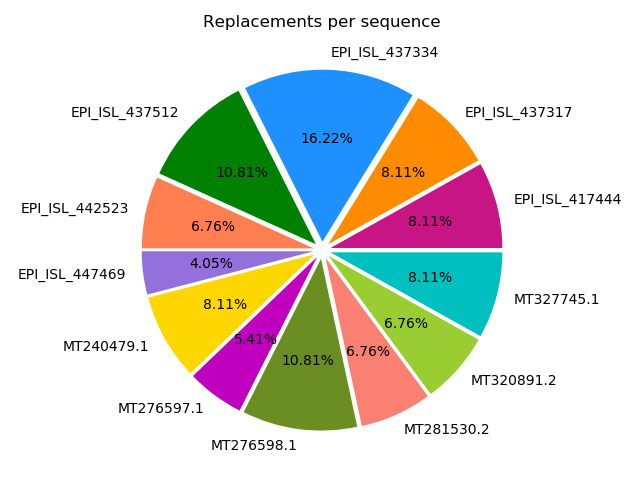 Replacements per sequence
EPI_ISL_437334
EPI_ISL_437512
EPI_ISL_437317
16.22%
10.81%
8.11%
EPI_ISL_417444
EPI_ISL_442523
8.11%
6.76%
4.05%
EPI_ISL_447469
8.11%
MT327745.1
8.11%
6.76%
MT240479.1
5.41%
6.76%
10.81%
MT320891.2
MT276597.1
MT281530.2
MT276598.1